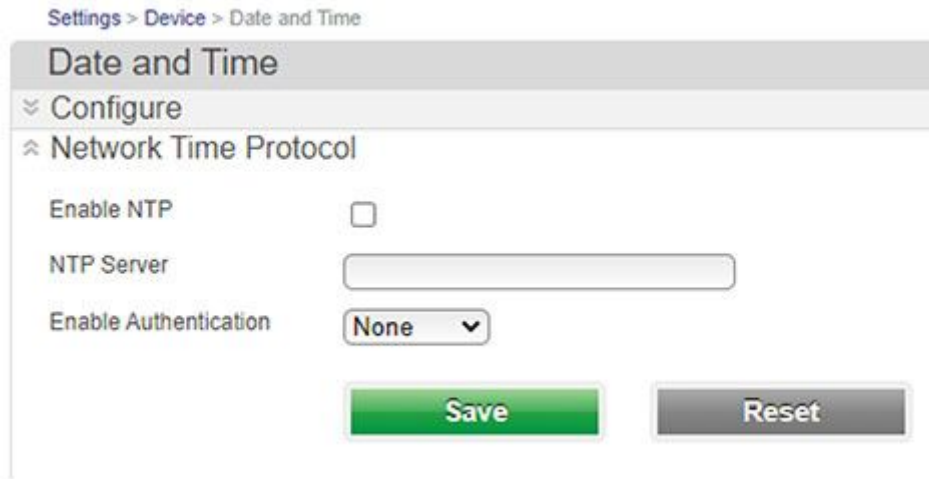 Settings > Device > Date and Time
Date and Time
Configure
Network Time Protocol
Enable NTP
NTP Server
Enable Authentication None
Save Reset